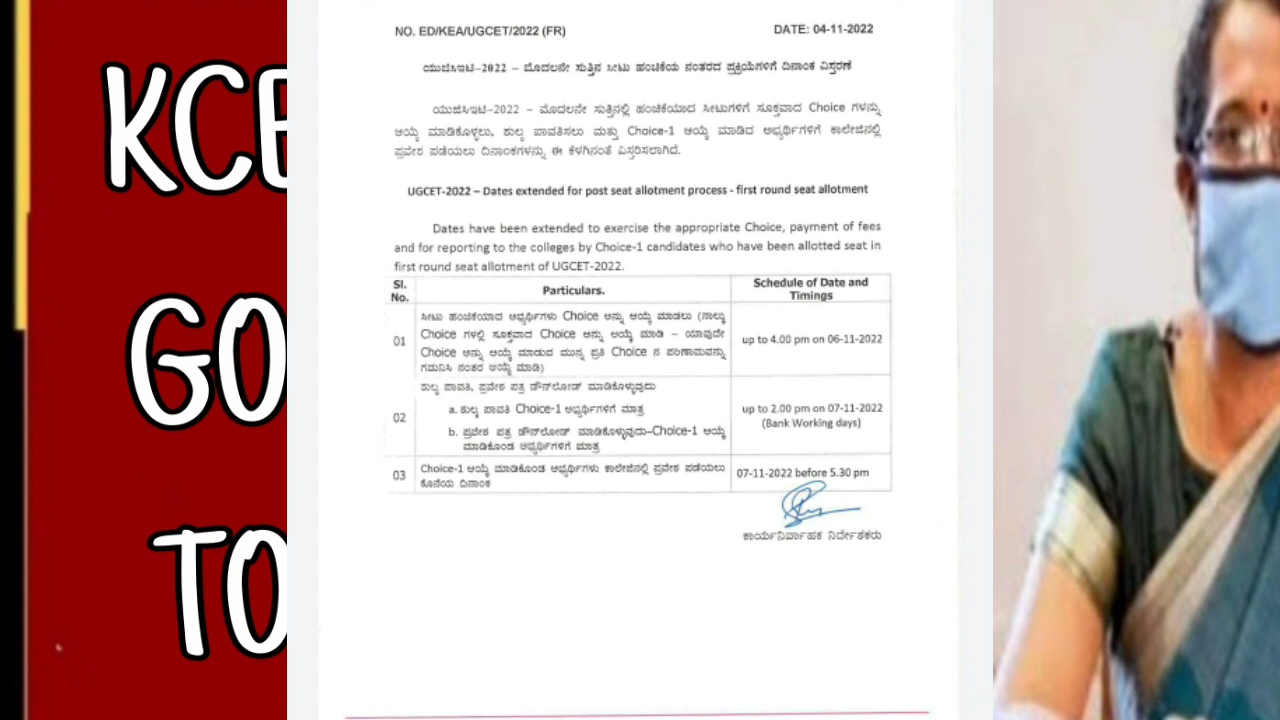 KCE
GO
TO
NO. ED/KEA/UGCET/2022 (FR)
DATE: 04-11-2022
ಯುಜಿಸಿಇಟಿ–2022 – ಮೊದಲನೇ ಸುತ್ತಿನ ಸೀಟು ಹಂಚಿಕೆಯ ನಂತರದ ಪ್ರಕ್ರಿಯೆಗಳಿಗೆ ದಿನಾಂಕ ವಿಸ್ತರಣೆ
ಯುಜಿಸಿಇಟಿ–2022 – ಮೊದಲನೇ ಸುತ್ತಿನಲ್ಲಿ ಹಂಚಿಕೆಯಾದ ಸೀಟುಗಳಿಗೆ ಸೂಕ್ತವಾದ Choice ಗಳನ್ನು
ಆಯ್ಕೆ ಮಾಡಿಕೊಳ್ಳಲು, ಶುಲ್ಕ ಪಾವತಿಸಲು ಮತ್ತು Choice-1 ಆಯ್ಕೆ ಮಾಡಿದ ಅಭ್ಯರ್ಥಿಗಳಿಗೆ ಕಾಲೇಜಿನಲ್ಲಿ
ಪ್ರವೇಶ ಪಡೆಯಲು ದಿನಾಂಕಗಳನ್ನು ಈ ಕೆಳಗಿನಂತೆ ವಿಸ್ತರಿಸಲಾಗಿದೆ.
UGCET-2022 – Dates extended for post seat allotment process - first round seat allotment
Dates have been extended to exercise the appropriate Choice, payment of fees
and for reporting to the colleges by Choice-1 candidates who have been allotted seat in
first round seat allotment of UGCET-2022.
Sl. No.
Particulars.
Schedule of Date and
Timings
01
ಸೀಟು ಹಂಚಿಕೆಯಾದ ಅಭ್ಯರ್ಥಿಗಳು Choice ಅನ್ನು ಆಯ್ಕೆ ಮಾಡಲು (ನಾಲ್ಕು
Choice ಗಳಲ್ಲಿ ಸೂಕ್ತವಾದ Choice ಅನ್ನು ಆಯ್ಕೆ ಮಾಡಿ – ಯಾವುದೇ
Choice ಅನ್ನು ಆಯ್ಕೆ ಮಾಡುವ ಮುನ್ನ ಪ್ರತಿ Choice ನ ಪರಿಣಾಮವನ್ನು
ಗಮನಿಸಿ ನಂತರ ಆಯ್ಕೆ ಮಾಡಿ)
up to 4.00 pm on 06-11-2022
02
ಶುಲ್ಕ ಪಾವತಿ, ಪ್ರವೇಶ ಪತ್ರ ಡೌನ್‌ಲೋಡ್ ಮಾಡಿಕೊಳ್ಳುವುದು
a. ಶುಲ್ಕ ಪಾವತಿ Choice-1 ಅಭ್ಯರ್ಥಿಗಳಿಗೆ ಮಾತ್ರ
b. ಪ್ರವೇಶ ಪತ್ರ ಡೌನ್‌ಲೋಡ್ ಮಾಡಿಕೊಳ್ಳುವುದು–Choice-1 ಆಯ್ಕೆ
ಮಾಡಿಕೊಂಡ ಅಭ್ಯರ್ಥಿಗಳಿಗೆ ಮಾತ್ರ
up to 2.00 pm on 07-11-2022
(Bank Working days)
03
Choice-1 ಆಯ್ಕೆ ಮಾಡಿಕೊಂಡ ಅಭ್ಯರ್ಥಿಗಳು ಕಾಲೇಜಿನಲ್ಲಿ ಪ್ರವೇಶ ಪಡೆಯಲು
ಕೊನೆಯ ದಿನಾಂಕ
07-11-2022 before 5.30 pm
ಕಾರ್ಯನಿರ್ವಾಹಕ ನಿರ್ದೇಶಕರು